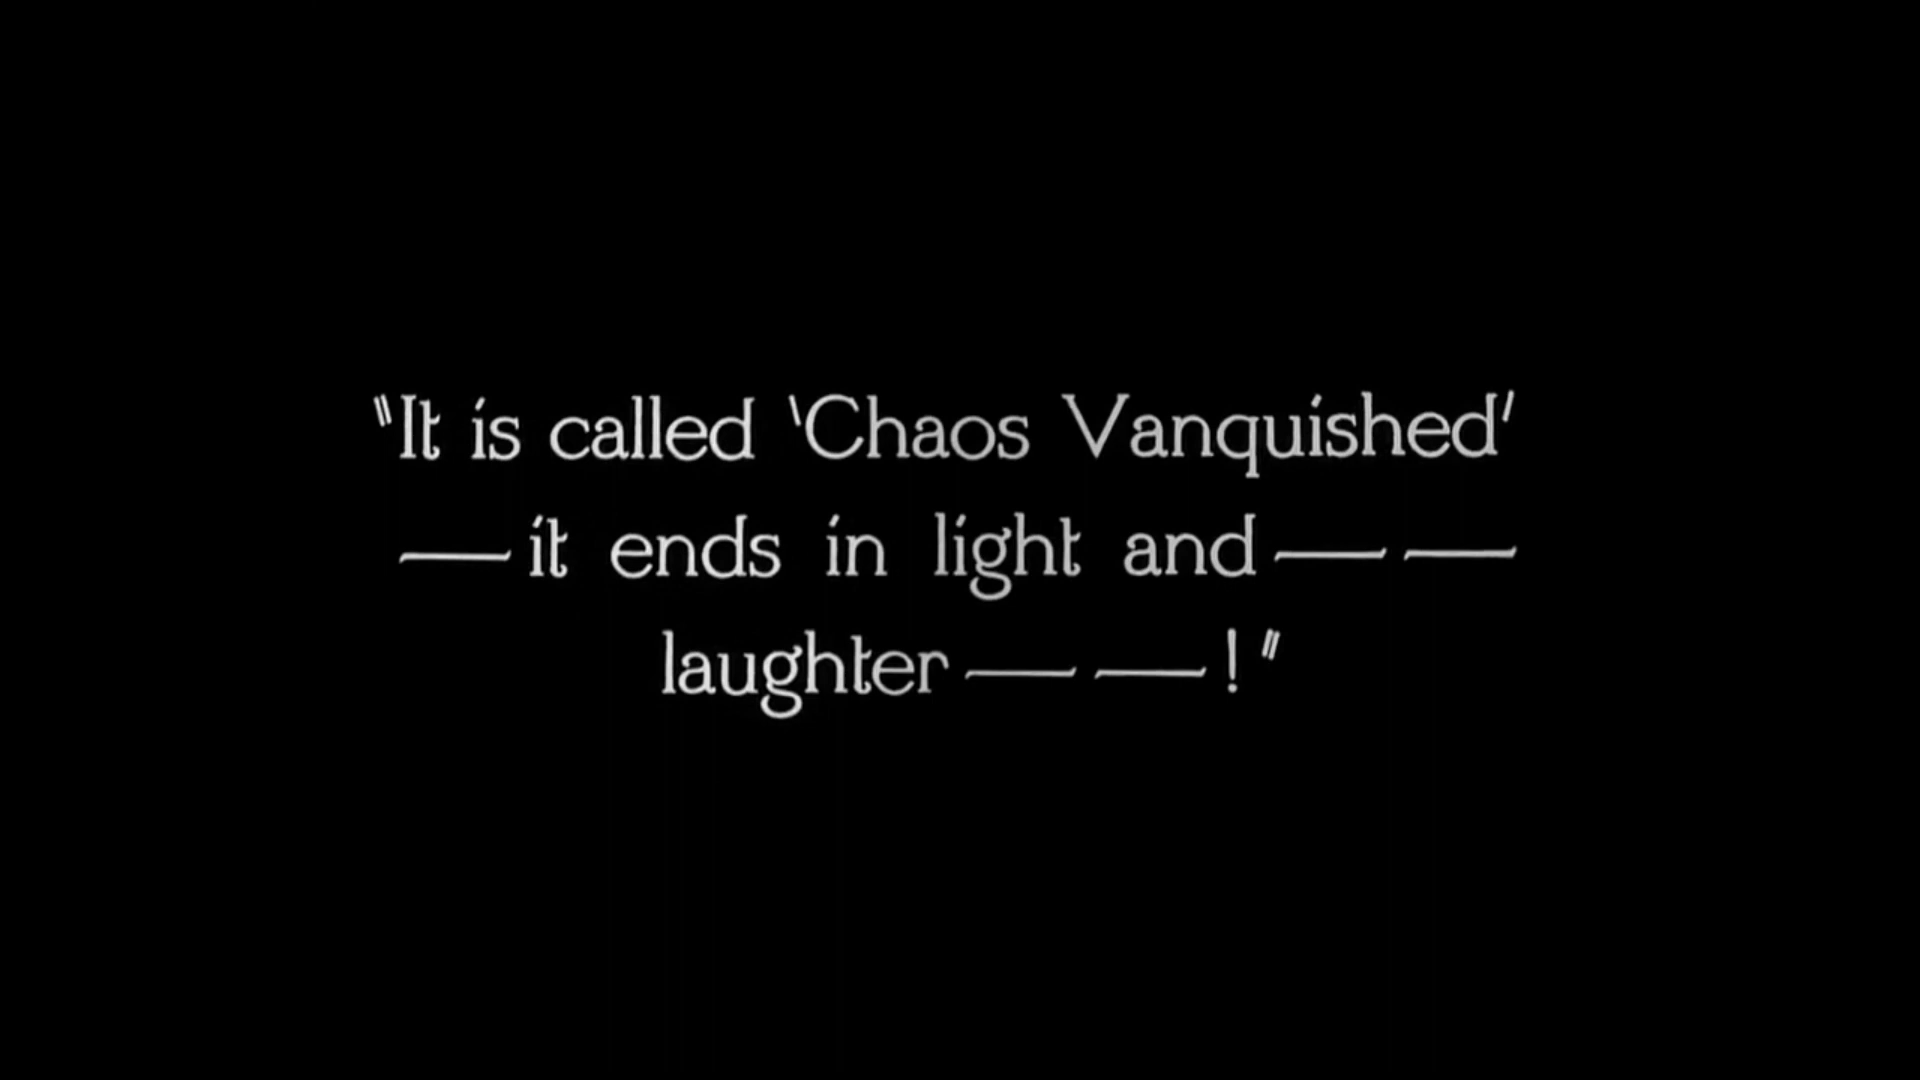 "It is called 'Chaos Vanquished'
—it ends in light and— —
laughter— —!"